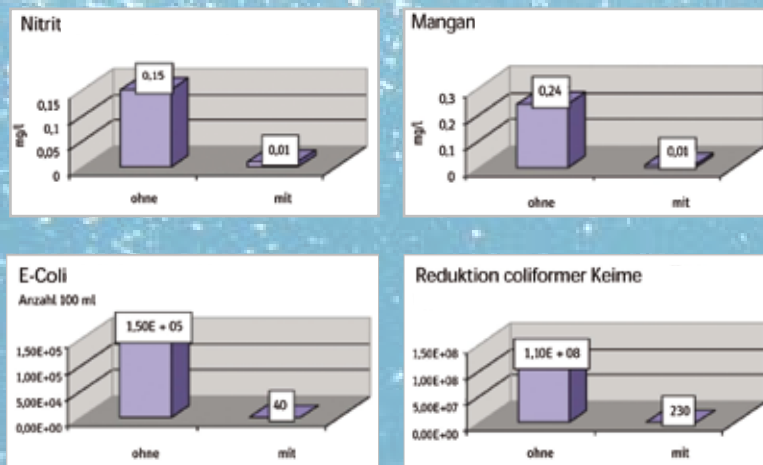 Nitrit
0,15
0,15
0,1
0,05
0
mg/l
0,01
ohne mit
Mangan
0,24
0,3
0,2
0,1
0
mg/l
0,01
ohne mit
E-Coli
Anzahl 100 ml
1,50E + 05
1,50E+05
1,00E+05
5,00E+04
0,00E+00
40
ohne mit
Reduktion coliformer Keime
1,10E + 08
1,50E+08
1,00E+08
5,00E+07
0,00E+00
230
ohne mit